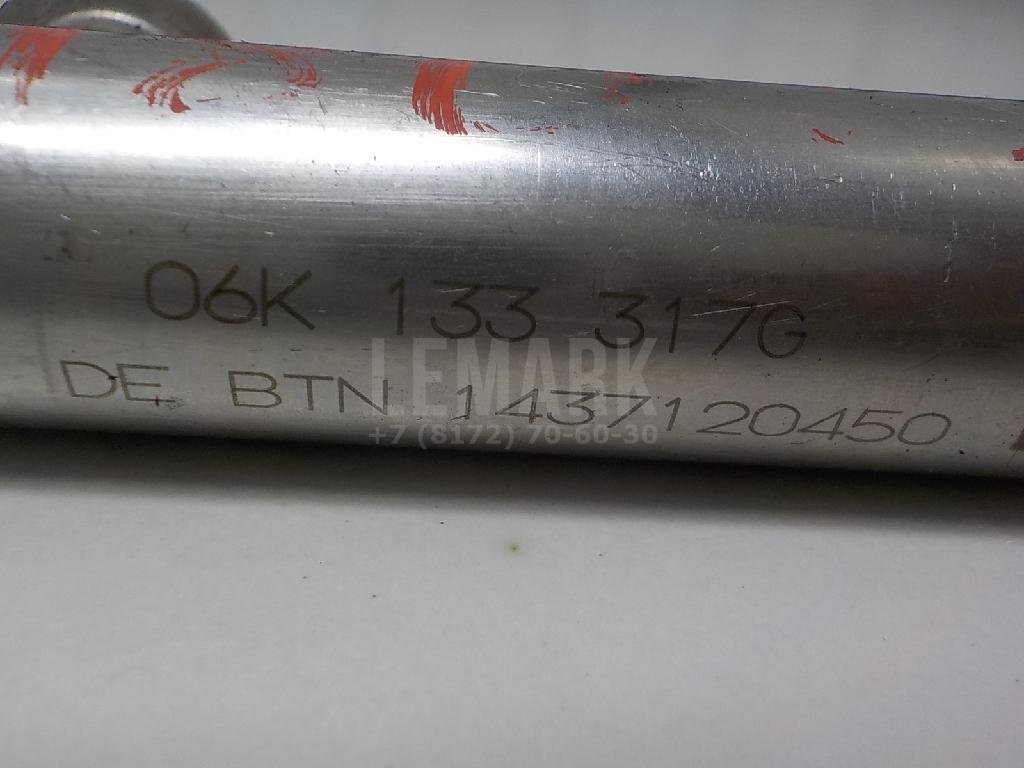 06K 133 317G
LEMARK
DE BTN 1437120450
+7 (8172) 70-60-30